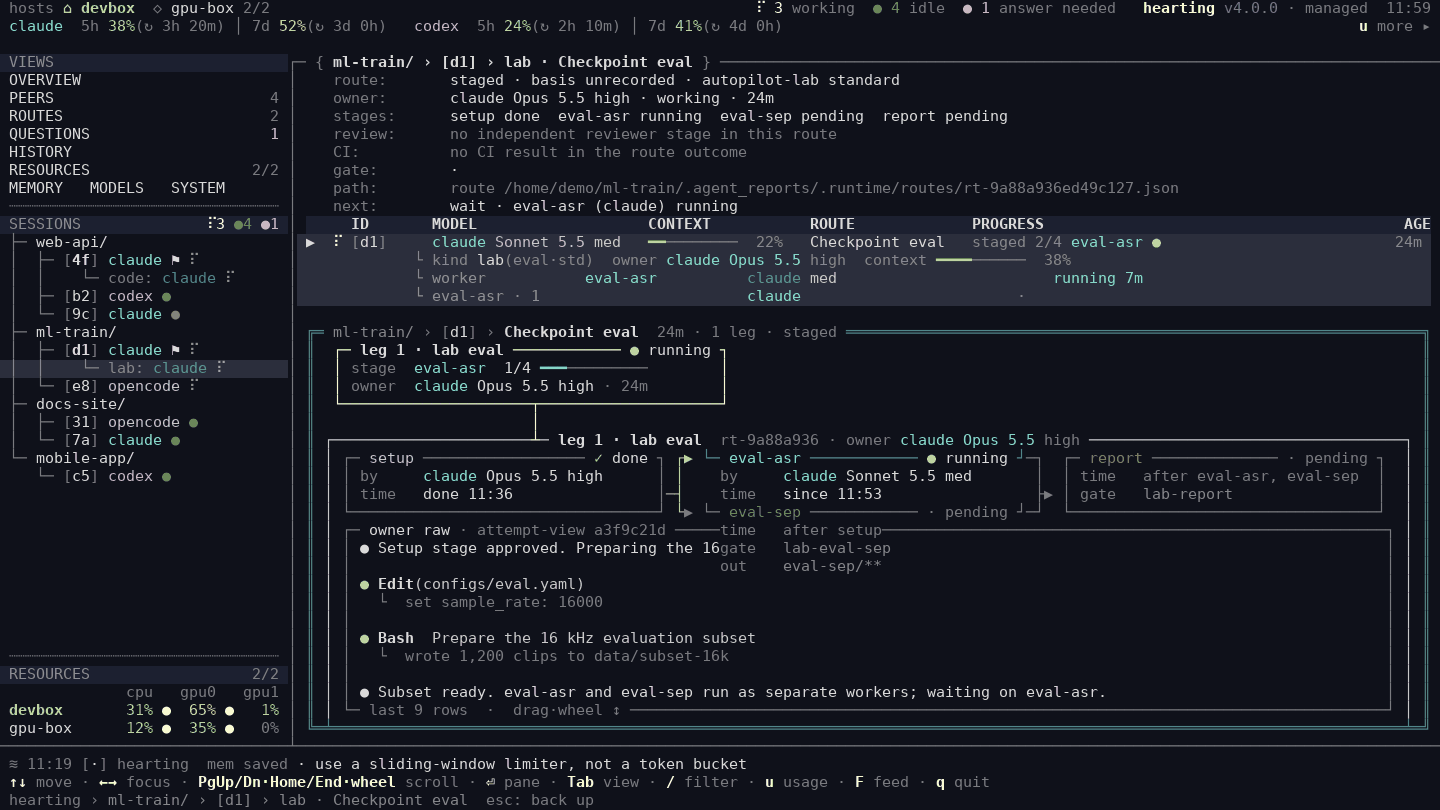 hosts ⌂ devbox ◇ gpu-box 2/2 ⠏ 3 working ● 4 idle ● 1 answer needed hearting v4.0.0 · managed 11:59
claude 5h 38%(↻ 3h 20m) │ 7d 52%(↻ 3d 0h) codex 5h 24%(↻ 2h 10m) │ 7d 41%(↻ 4d 0h) u more ▸
VIEWS
OVERVIEW
PEERS 4
ROUTES 2
QUESTIONS 1
HISTORY
RESOURCES 2/2
MEMORY MODELS SYSTEM
SESSIONS ⠏3 ●4 ●1
web-api/
[4f] claude ⚑ ⠏
└─ code: claude ⠏
[b2] codex ●
[9c] claude ●
ml-train/
[d1] claude ⚑ ⠏
└─ lab: claude ⠏
[e8] opencode ⠏
docs-site/
[31] opencode ●
[7a] claude ●
mobile-app/
[c5] codex ●
RESOURCES 2/2
cpu gpu0 gpu1
devbox 31% ● 65% ● 1%
gpu-box 12% ● 35% ● 0%
{ ml-train/ › [d1] › lab · Checkpoint eval }
route: staged · basis unrecorded · autopilot-lab standard
owner: claude Opus 5.5 high · working · 24m
stages: setup done eval-asr running eval-sep pending report pending
review: no independent reviewer stage in this route
CI: no CI result in the route outcome
gate: ·
path: route /home/demo/ml-train/.agent_reports/.runtime/routes/rt-9a88a936ed49c127.json
next: wait · eval-asr (claude) running
ID MODEL CONTEXT ROUTE PROGRESS AGE
▶ ⠏ [d1] claude Sonnet 5.5 med 22% Checkpoint eval staged 2/4 eval-asr ● 24m
└ kind lab(eval·std) owner claude Opus 5.5 high context 38%
└ worker eval-asr claude med running 7m
└ eval-asr · 1 claude ·
ml-train/ › [d1] › Checkpoint eval 24m · 1 leg · staged
leg 1 · lab eval ● running
stage eval-asr 1/4
owner claude Opus 5.5 high · 24m
leg 1 · lab eval rt-9a88a936 · owner claude Opus 5.5 high
setup ✓ done ▶ eval-asr ● running report · pending
by claude Opus 5.5 high by claude Sonnet 5.5 med time after eval-asr, eval-sep
time done 11:36 time since 11:53 ▶ gate lab-report
▶ eval-sep · pending
owner raw · attempt-view a3f9c21d time after setup
● Setup stage approved. Preparing the 16gate lab-eval-sep
out eval-sep/**
● Edit(configs/eval.yaml)
└ set sample_rate: 16000
● Bash Prepare the 16 kHz evaluation subset
└ wrote 1,200 clips to data/subset-16k
● Subset ready. eval-asr and eval-sep run as separate workers; waiting on eval-asr.
last 9 rows · drag·wheel ↕
≋ 11:19 [·] hearting mem saved · use a sliding-window limiter, not a token bucket
↑↓ move · ←→ focus · PgUp/Dn·Home/End·wheel scroll · ⏎ pane · Tab view · / filter · u usage · F feed · q quit
hearting › ml-train/ › [d1] › lab · Checkpoint eval esc: back up